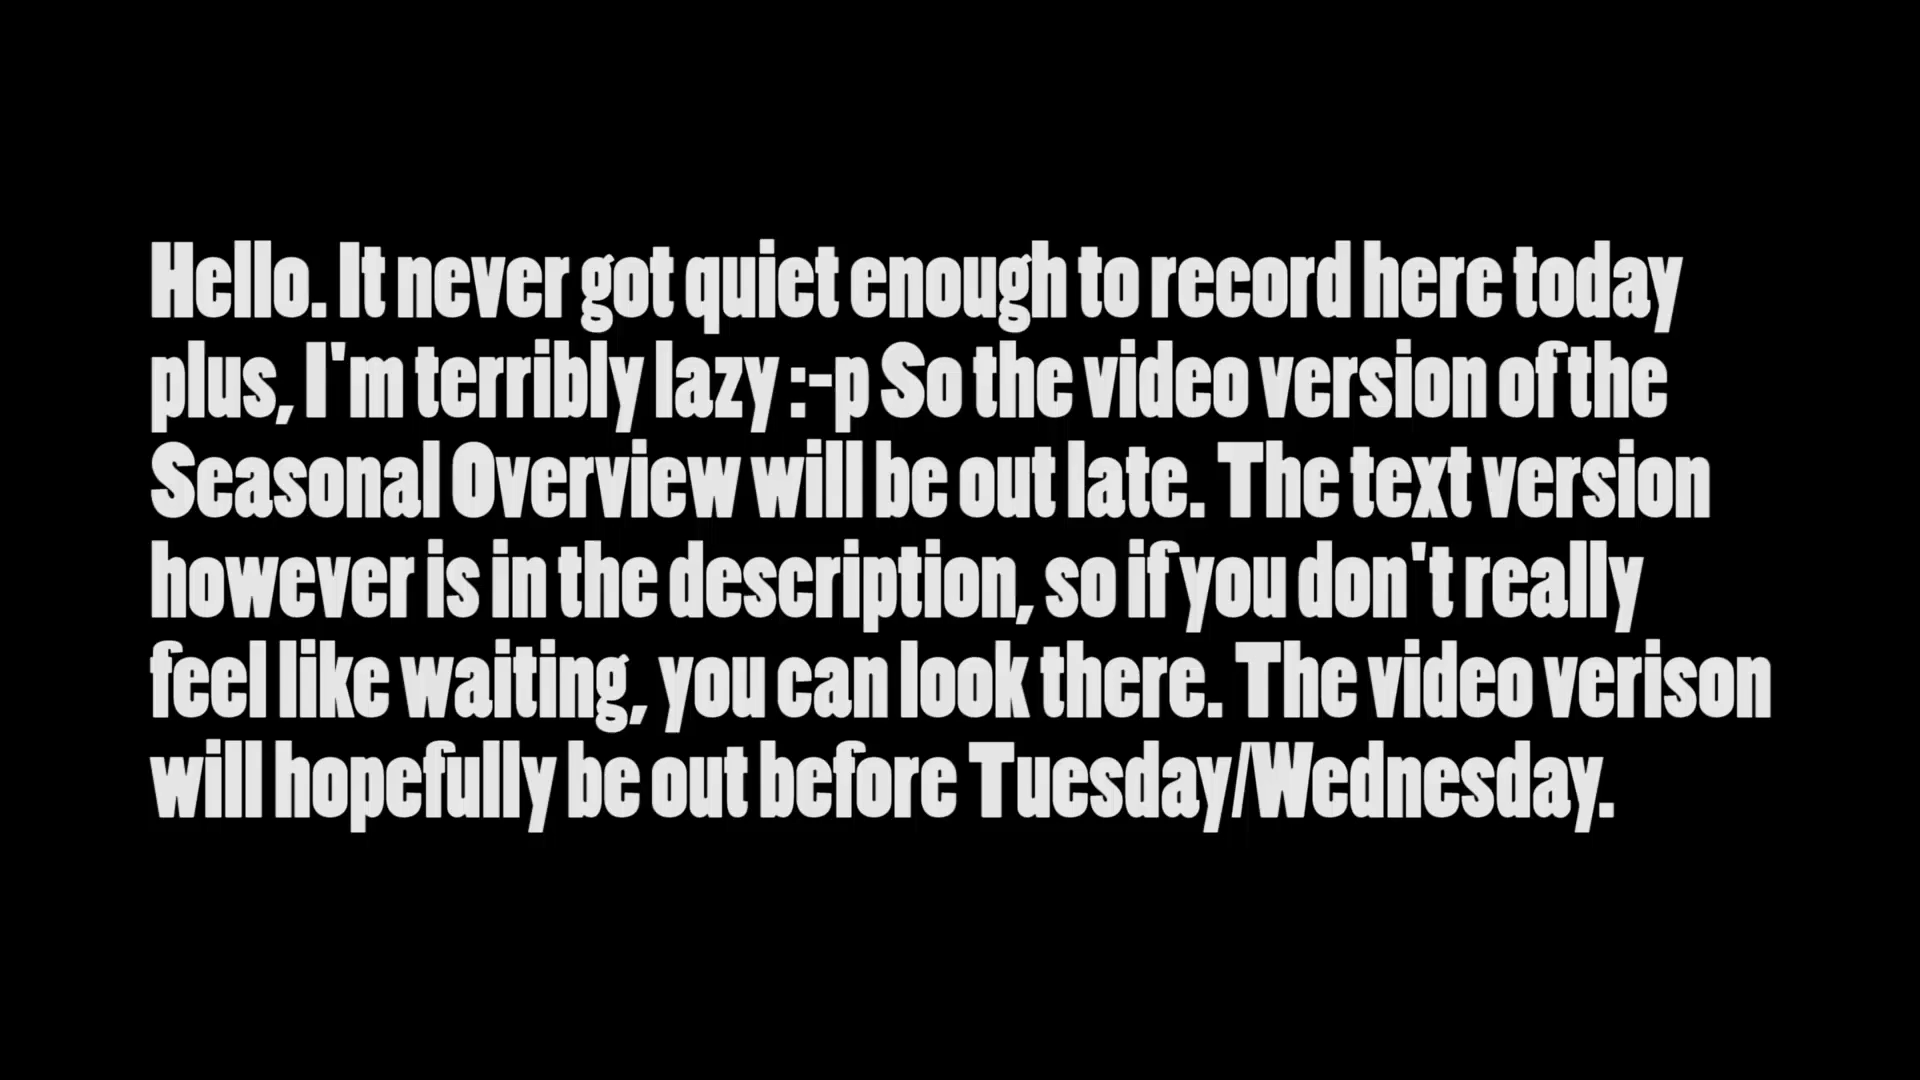 Hello. It never got quiet enough to record here today
plus, I'm terribly lazy :-p So the video version of the
Seasonal Overview will be out late. The text version
however is in the description, so if you don't really
feel like waiting, you can look there. The video verison
will hopefully be out before Tuesday/Wednesday.